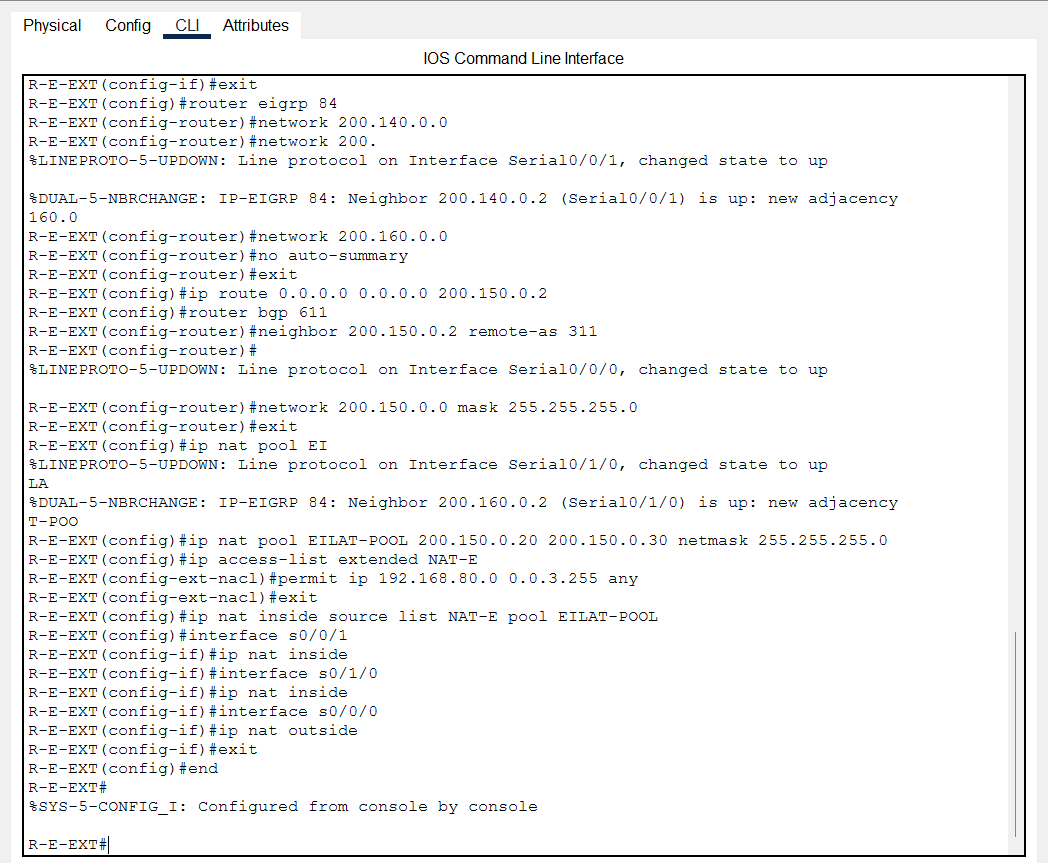 Physical Config CLI Attributes
IOS Command Line Interface
R-E-EXT(config-if)#exit
R-E-EXT(config)#router eigrp 84
R-E-EXT(config-router)#network 200.140.0.0
R-E-EXT(config-router)#network 200.
%LINEPROTO-5-UPDOWN: Line protocol on Interface Serial0/0/1, changed state to up
%DUAL-5-NBRCHANGE: IP-EIGRP 84: Neighbor 200.140.0.2 (Serial0/0/1) is up: new adjacency
160.0
R-E-EXT(config-router)#network 200.160.0.0
R-E-EXT(config-router)#no auto-summary
R-E-EXT(config-router)#exit
R-E-EXT(config)#ip route 0.0.0.0 0.0.0.0 200.150.0.2
R-E-EXT(config)#router bgp 611
R-E-EXT(config-router)#neighbor 200.150.0.2 remote-as 311
R-E-EXT(config-router)#
%LINEPROTO-5-UPDOWN: Line protocol on Interface Serial0/0/0, changed state to up
R-E-EXT(config-router)#network 200.150.0.0 mask 255.255.255.0
R-E-EXT(config-router)#exit
R-E-EXT(config)#ip nat pool EI
%LINEPROTO-5-UPDOWN: Line protocol on Interface Serial0/1/0, changed state to up
LA
%DUAL-5-NBRCHANGE: IP-EIGRP 84: Neighbor 200.160.0.2 (Serial0/1/0) is up: new adjacency
T-POO
R-E-EXT(config)#ip nat pool EILAT-POOL 200.150.0.20 200.150.0.30 netmask 255.255.255.0
R-E-EXT(config)#ip access-list extended NAT-E
R-E-EXT(config-ext-nacl)#permit ip 192.168.80.0 0.0.3.255 any
R-E-EXT(config-ext-nacl)#exit
R-E-EXT(config)#ip nat inside source list NAT-E pool EILAT-POOL
R-E-EXT(config)#interface s0/0/1
R-E-EXT(config-if)#ip nat inside
R-E-EXT(config-if)#interface s0/1/0
R-E-EXT(config-if)#ip nat inside
R-E-EXT(config-if)#interface s0/0/0
R-E-EXT(config-if)#ip nat outside
R-E-EXT(config-if)#exit
R-E-EXT(config)#end
R-E-EXT#
%SYS-5-CONFIG_I: Configured from console by console
R-E-EXT#